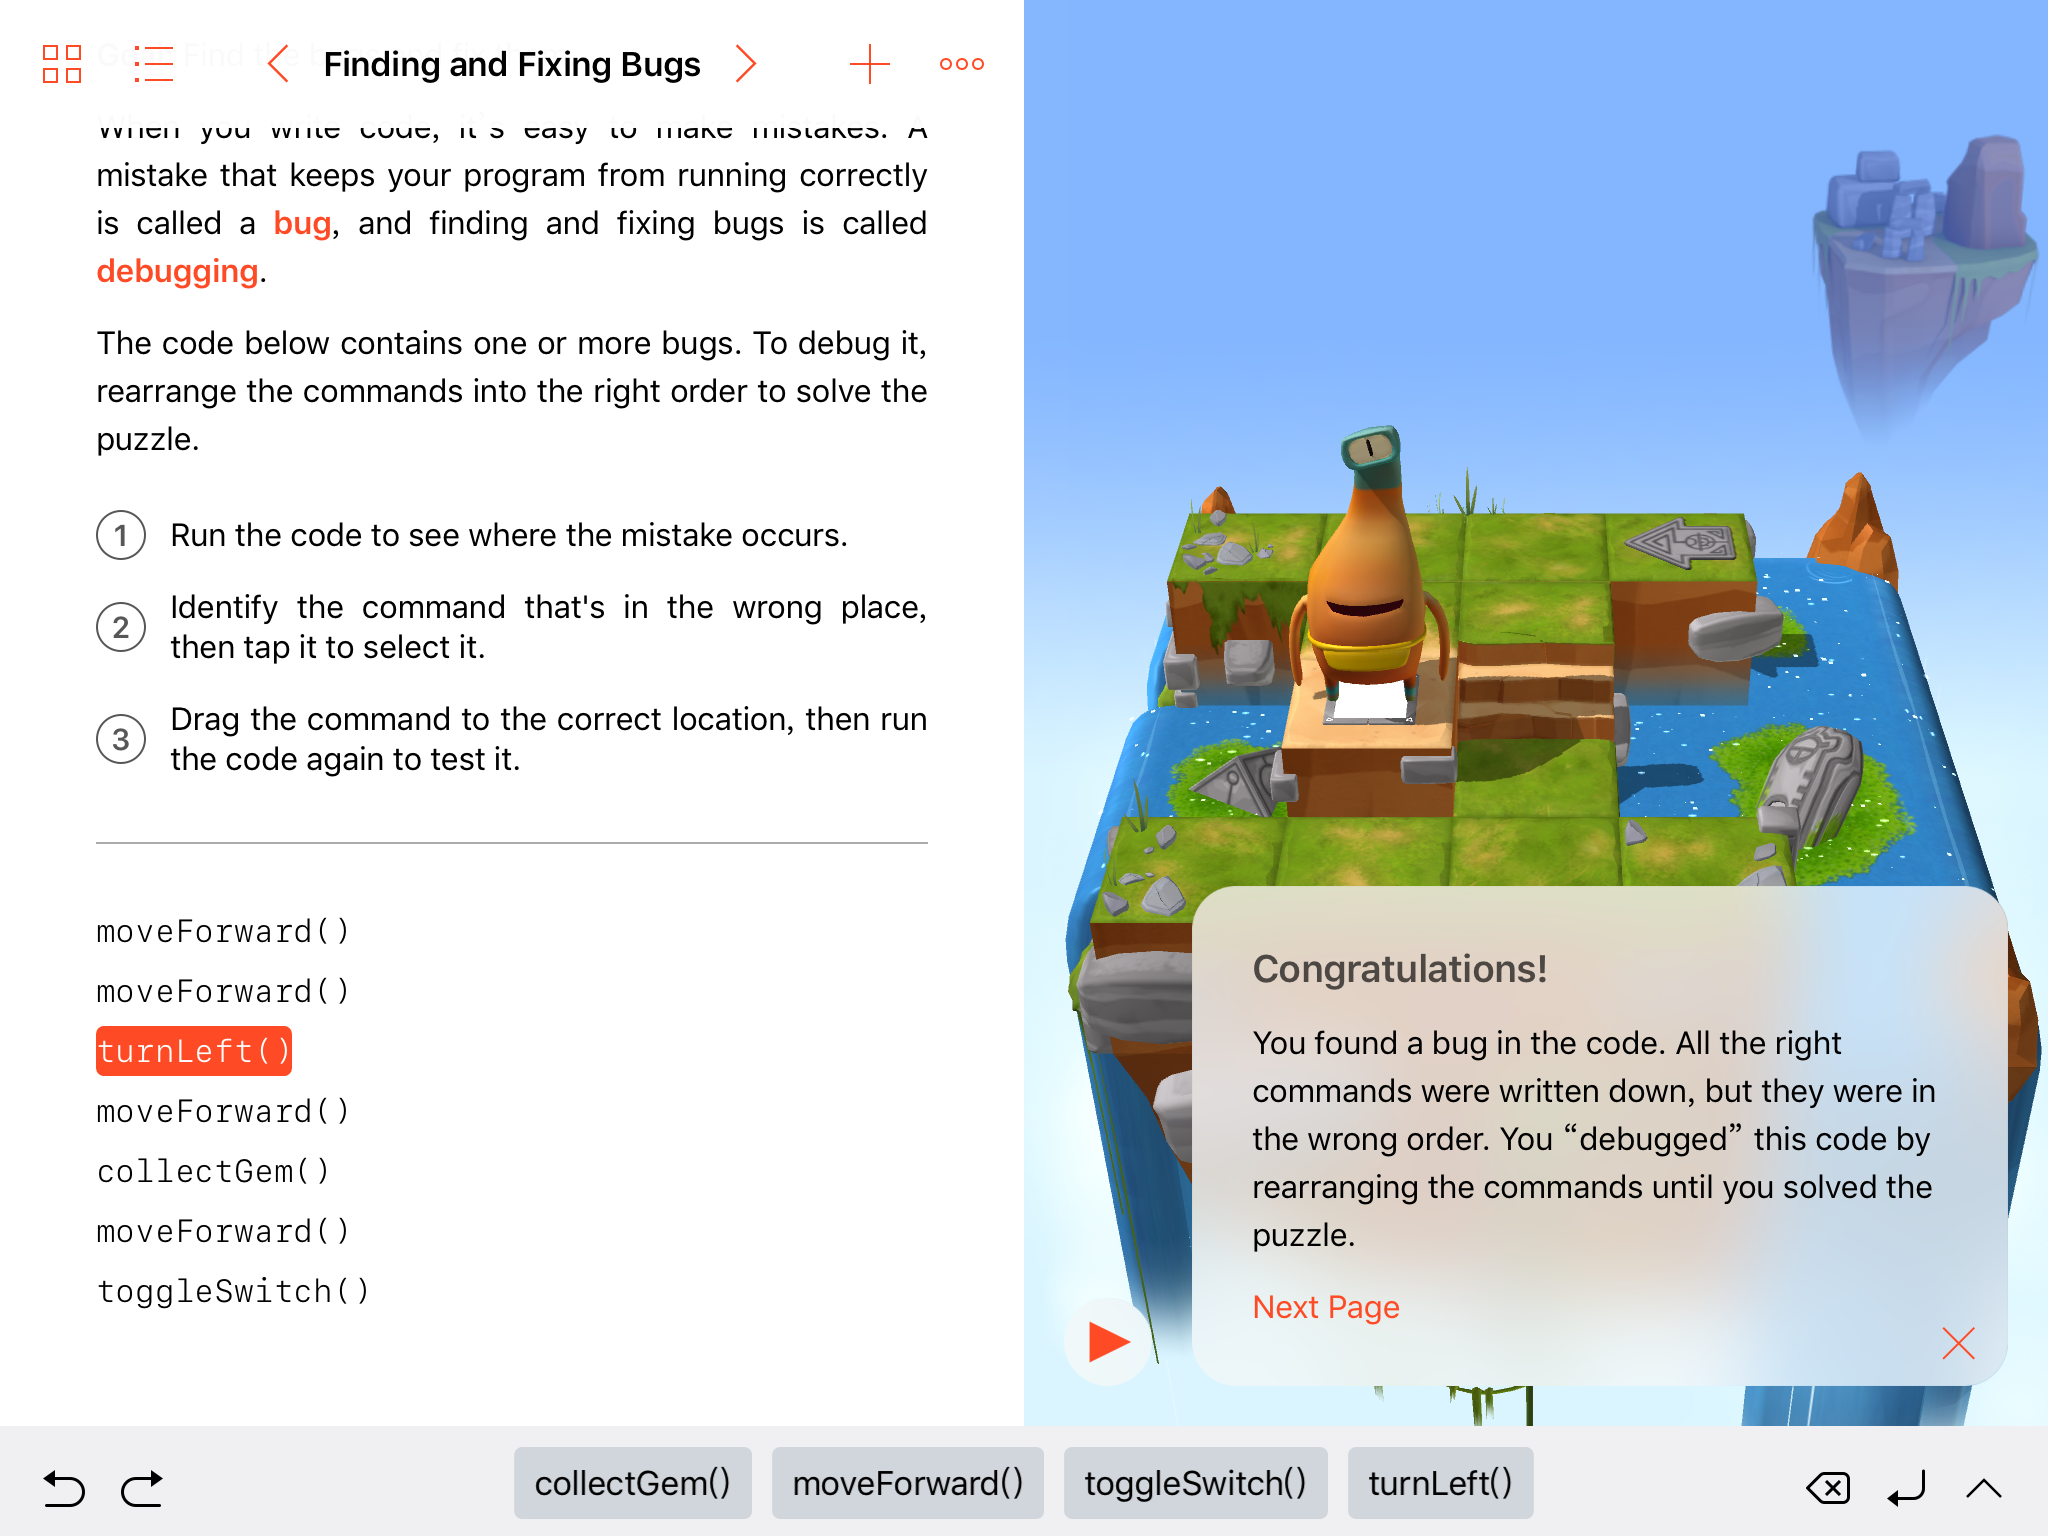 Finding and Fixing Bugs
When you write code, it's easy to make mistakes. A
mistake that keeps your program from running correctly
is called a bug, and finding and fixing bugs is called
debugging.
The code below contains one or more bugs. To debug it,
rearrange the commands into the right order to solve the
puzzle.
1 Run the code to see where the mistake occurs.
2 Identify the command that's in the wrong place,
then tap it to select it.
3 Drag the command to the correct location, then run
the code again to test it.
moveForward()
moveForward()
turnLeft()
moveForward()
collectGem()
moveForward()
toggleSwitch()
Congratulations!
You found a bug in the code. All the right
commands were written down, but they were in
the wrong order. You “debugged” this code by
rearranging the commands until you solved the
puzzle.
Next Page
collectGem()
moveForward()
toggleSwitch()
turnLeft()